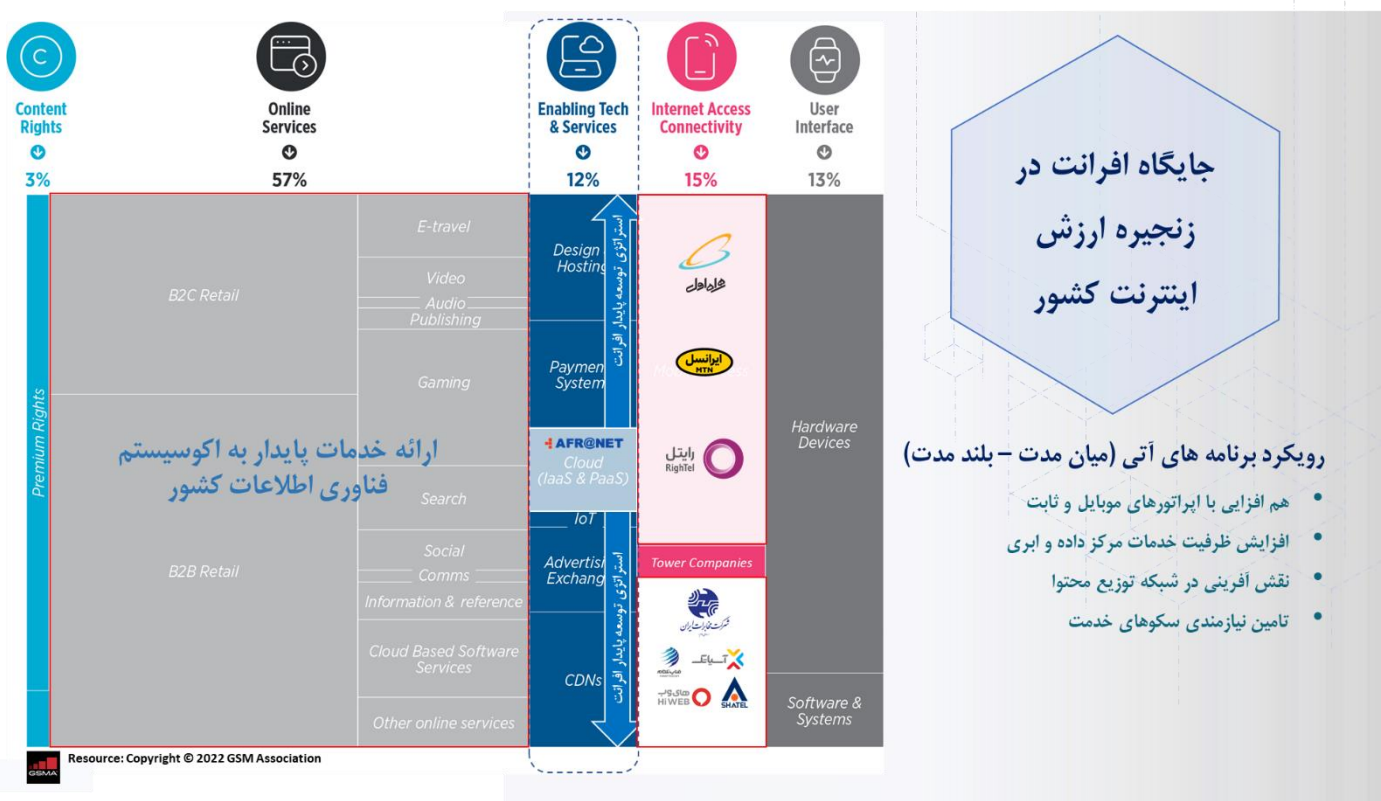 Content
Rights
3%
Online
Services
57%
Enabling Tech
& Services
12%
Internet Access
Connectivity
15%
User
Interface
13%
Premium Rights
B2C Retail
B2B Retail
E-travel
Video
Audio
Publishing
Gaming
Search
Social
Comms
Information & reference
Cloud Based Software
Services
Other online services
ارائه خدمات پایدار به اکوسیستم
فناوری اطلاعات کشور
Design
Hosting
Paymen
System
AFR@NET
Cloud
(IaaS & PaaS)
IoT
Advertisi
Exchang
CDNs
استراتژی توسعه پایدار افرانت
استراتژی توسعه پایدار افرانت
همراه اول
ایرانسل
MTN
رایتل
RighTel
Tower Companies
شرکت مخابرات ایران
آسیاتک
های وب
HiWEB
SHATEL
Hardware
Devices
Software &
Systems
GSMA
Resource: Copyright © 2022 GSM Association
جایگاه افرانت در
زنجیره ارزش
اینترنت کشور
رویکرد برنامه های آتی (میان مدت – بلند مدت)
• هم افزایی با اپراتورهای موبایل و ثابت
• افزایش ظرفیت خدمات مرکز داده و ابری
• نقش آفرینی در شبکه توزیع محتوا
• تامین نیازمندی سکوهای خدمت